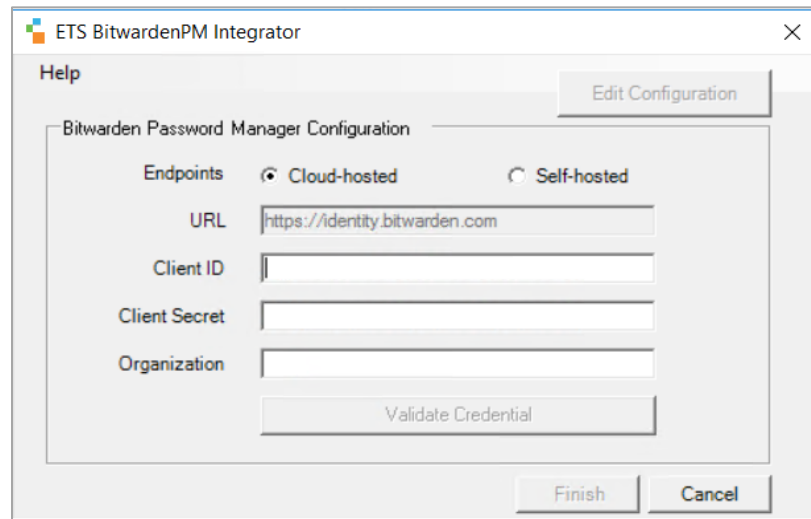 ETS BitwardenPM Integrator
Help
Edit Configuration
Bitwarden Password Manager Configuration
Endpoints Cloud-hosted Self-hosted
URL https://identity.bitwarden.com
Client ID
Client Secret
Organization
Validate Credential
Finish Cancel